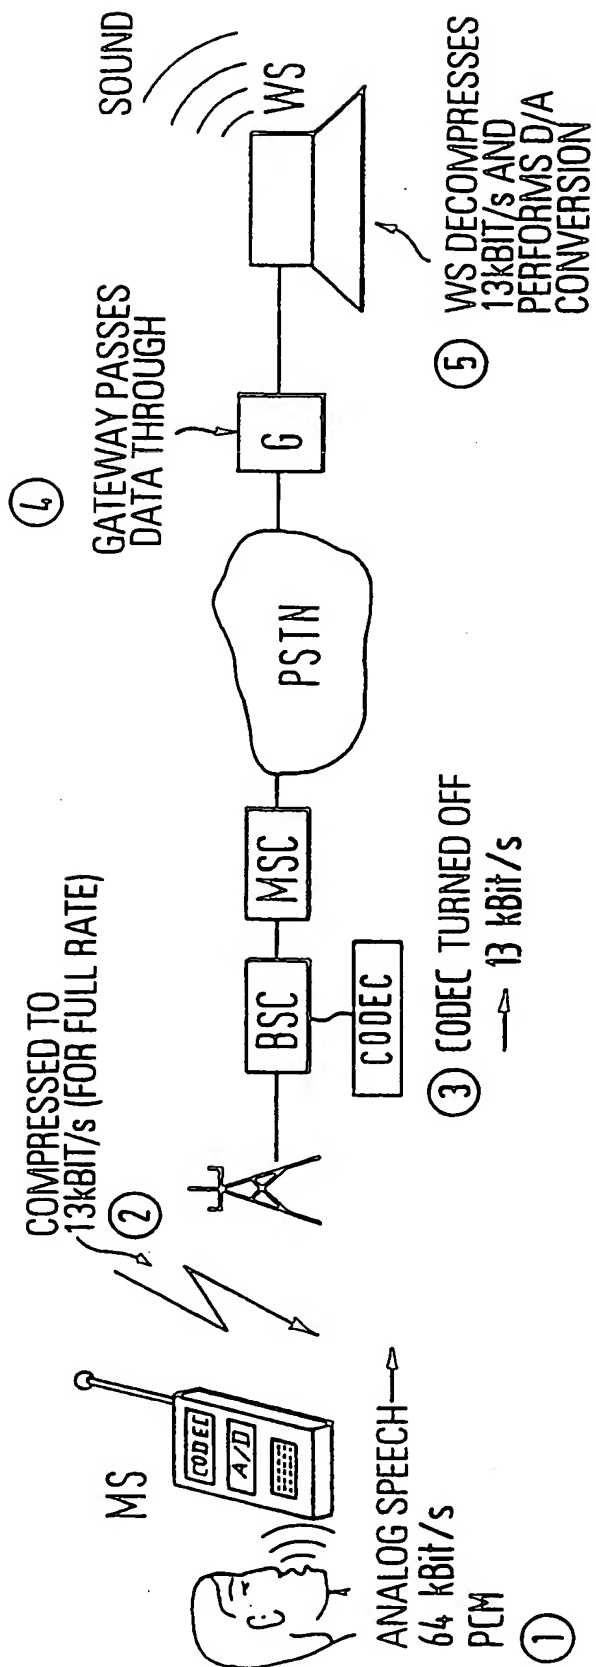 MS
CODEC
A/D
ANALOG SPEECH →
64 kBit/s
PCM
1
COMPRESSED TO
13kBIT/s (FOR FULL RATE)
2
BSC
CODEC
MSC
3 CODEC TURNED OFF
→ 13 kBit/s
PSTN
4
GATEWAY PASSES
DATA THROUGH
G
SOUND
WS
5 WS DECOMPRESSES
13kBIT/s AND
PERFORMS D/A
CONVERSION